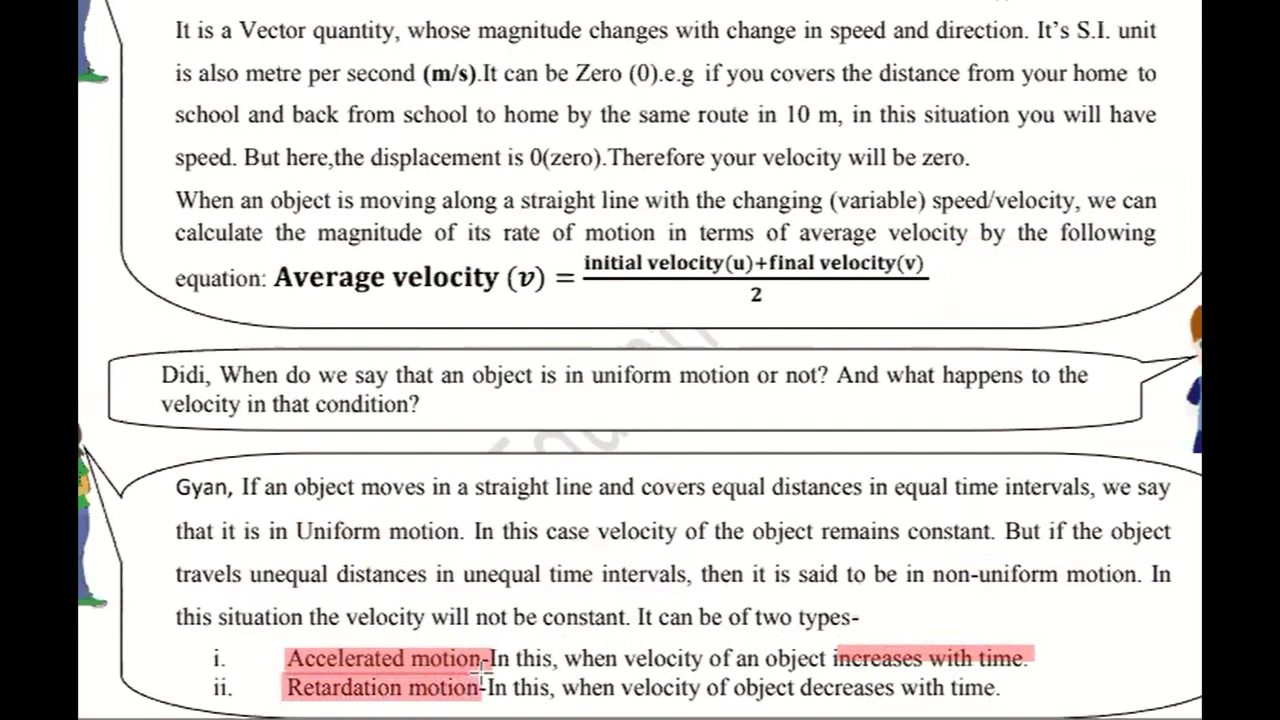 It is a Vector quantity, whose magnitude changes with change in speed and direction. It's S.I. unit
is also metre per second (m/s).It can be Zero (0).e.g if you covers the distance from your home to
school and back from school to home by the same route in 10 m, in this situation you will have
speed. But here,the displacement is 0(zero).Therefore your velocity will be zero.
When an object is moving along a straight line with the changing (variable) speed/velocity, we can
calculate the magnitude of its rate of motion in terms of average velocity by the following
equation: Average velocity (v) = initial velocity(u)+final velocity(v)
2
Didi, When do we say that an object is in uniform motion or not? And what happens to the
velocity in that condition?
Gyan, If an object moves in a straight line and covers equal distances in equal time intervals, we say
that it is in Uniform motion. In this case velocity of the object remains constant. But if the object
travels unequal distances in unequal time intervals, then it is said to be in non-uniform motion. In
this situation the velocity will not be constant. It can be of two types-
i. Accelerated motion-In this, when velocity of an object increases with time.
ii. Retardation motion-In this, when velocity of object decreases with time.